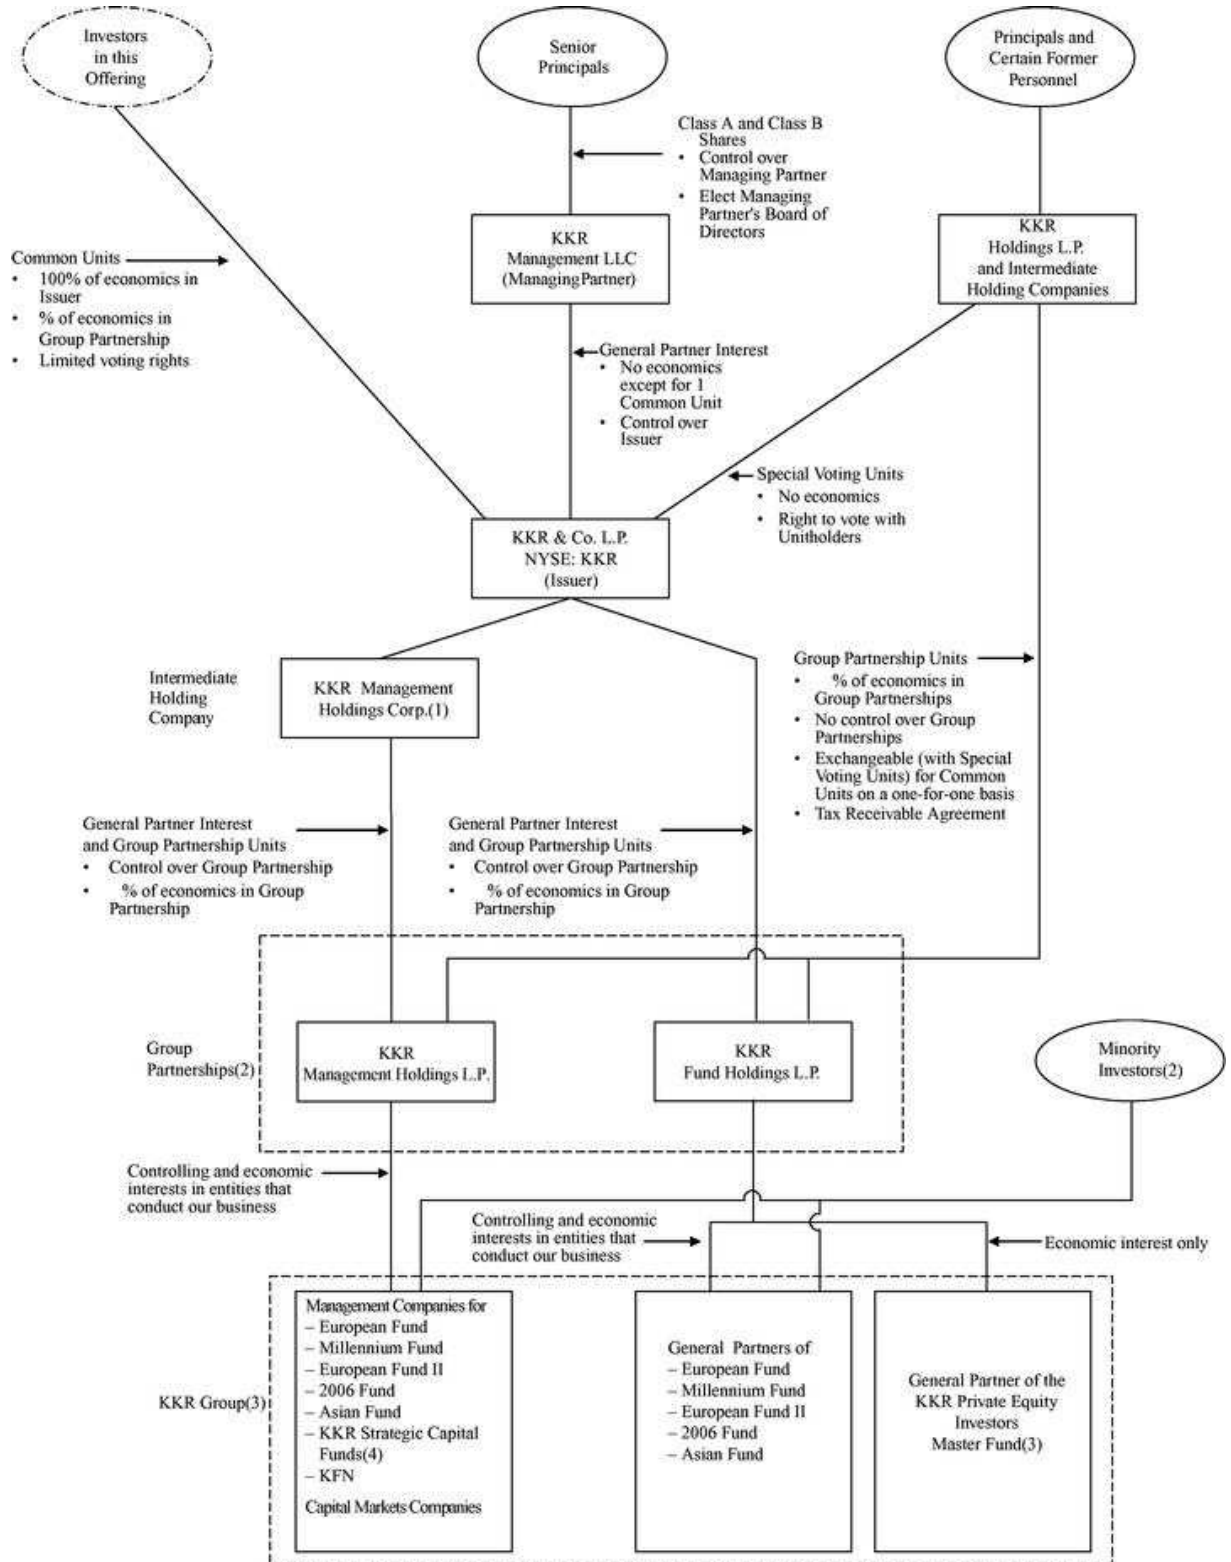 Investors
in this
Offering
Senior
Principals
Principals and
Certain Former
Personnel
Class A and Class B
Shares
• Control over
Managing Partner
• Elect Managing
Partner's Board of
Directors
KKR
Management LLC
(Managing Partner)
KKR
Holdings L.P.
and Intermediate
Holding Companies
Common Units
• 100% of economics in
Issuer
• % of economics in
Group Partnership
• Limited voting rights
General Partner Interest
• No economics
except for 1
Common Unit
• Control over
Issuer
Special Voting Units
• No economics
• Right to vote with
Unitholders
KKR & Co. L.P.
NYSE: KKR
(Issuer)
Intermediate
Holding
Company
KKR Management
Holdings Corp.(1)
Group Partnership Units
• % of economics in
Group Partnerships
• No control over Group
Partnerships
• Exchangeable (with Special
Voting Units) for Common
Units on a one-for-one basis
• Tax Receivable Agreement
General Partner Interest
and Group Partnership Units
• Control over Group Partnership
• % of economics in Group
Partnership
General Partner Interest
and Group Partnership Units
• Control over Group Partnership
• % of economics in Group
Partnership
Group
Partnerships(2)
KKR
Management Holdings L.P.
KKR
Fund Holdings L.P.
Minority
Investors(2)
Controlling and economic
interests in entities that
conduct our business
Controlling and economic
interests in entities that
conduct our business
Economic interest only
KKR Group(3)
Management Companies for
– European Fund
– Millennium Fund
– European Fund II
– 2006 Fund
– Asian Fund
– KKR Strategic Capital
Funds(4)
– KFN
Capital Markets Companies
General Partners of
– European Fund
– Millennium Fund
– European Fund II
– 2006 Fund
– Asian Fund
General Partner of the
KKR Private Equity
Investors
Master Fund(3)